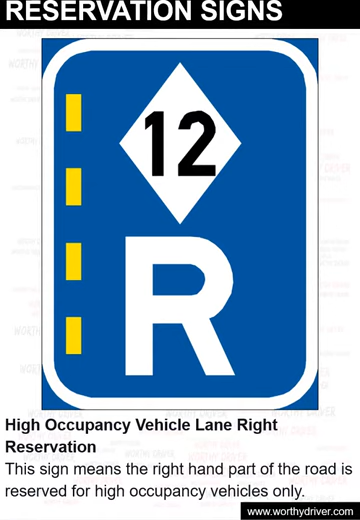 RESERVATION SIGNS
12
R
High Occupancy Vehicle Lane Right
Reservation
This sign means the right hand part of the road is
reserved for high occupancy vehicles only.
www.worthydriver.com